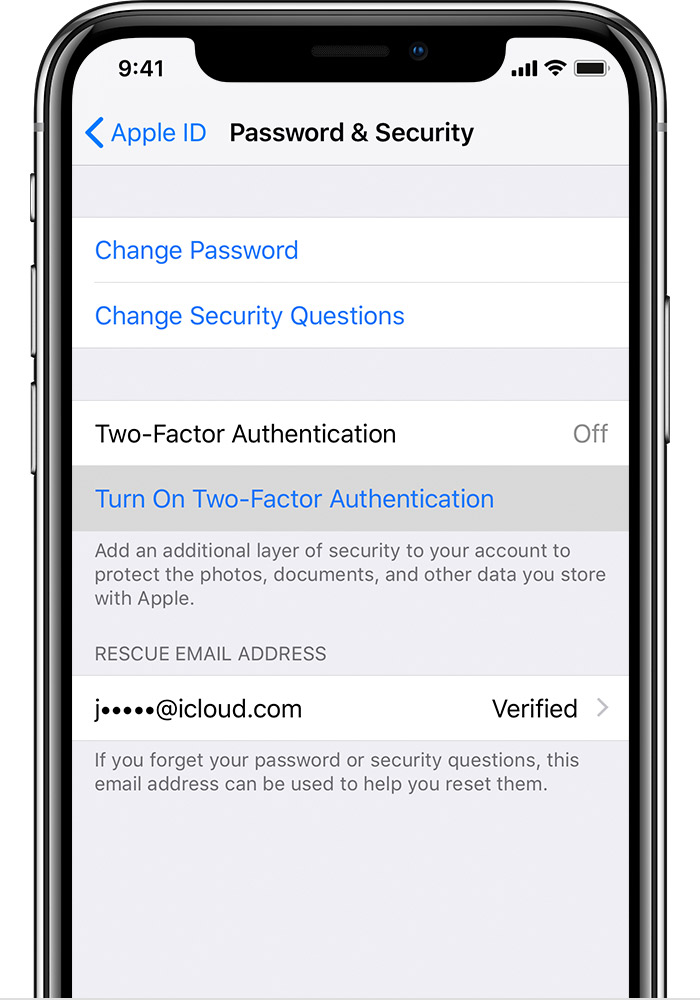 9:41
Apple ID Password & Security
Change Password
Change Security Questions
Two-Factor Authentication Off
Turn On Two-Factor Authentication
Add an additional layer of security to your account to
protect the photos, documents, and other data you store
with Apple.
RESCUE EMAIL ADDRESS
j•••••@icloud.com Verified
If you forget your password or security questions, this
email address can be used to help you reset them.